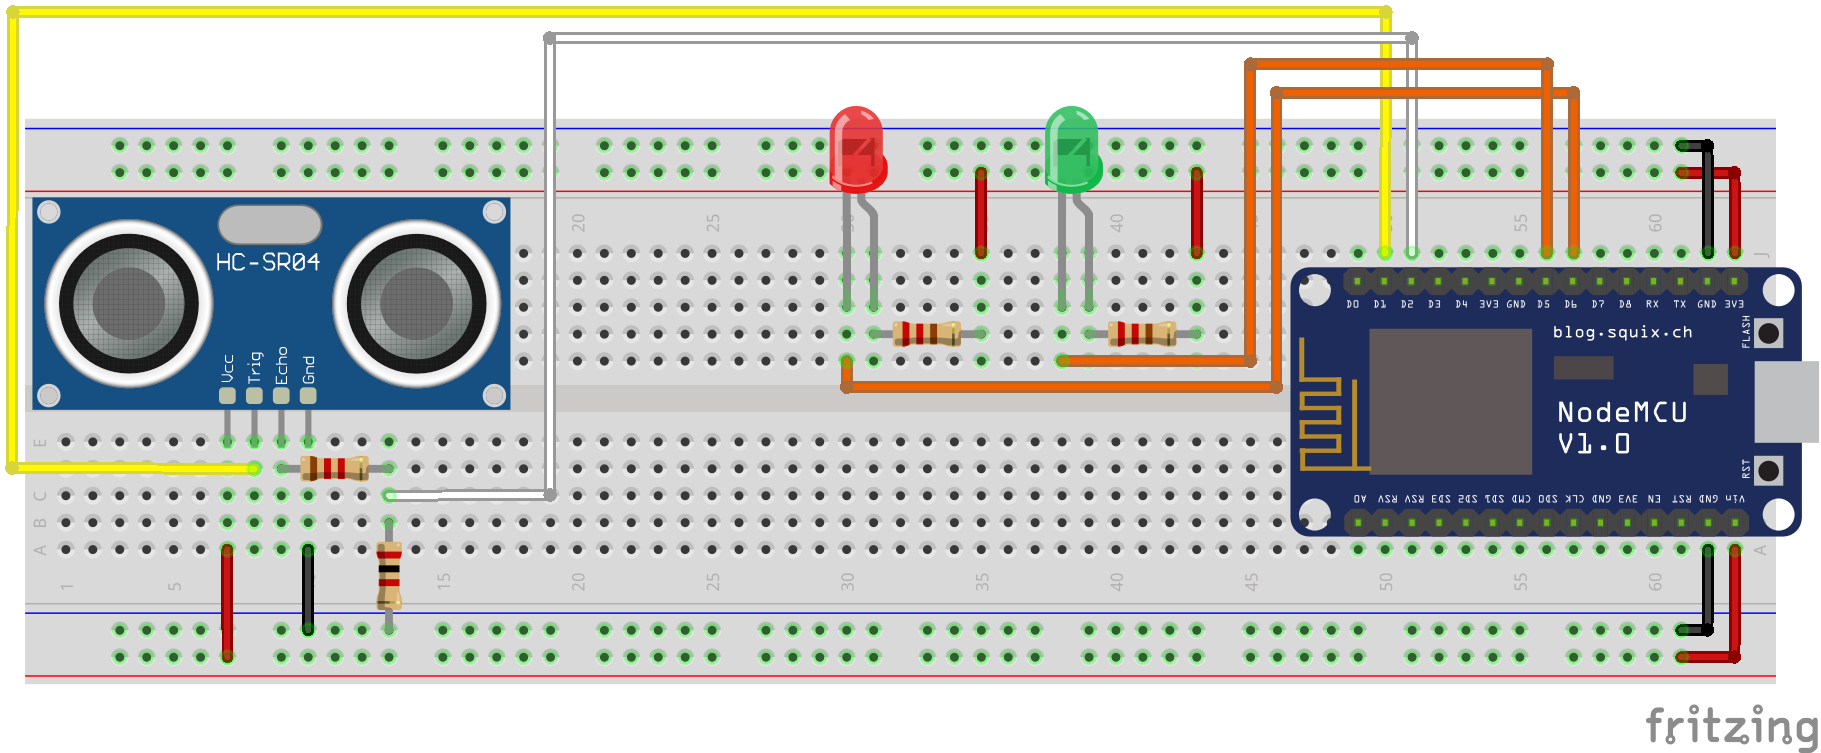 20 25 30 40 55 60
J
HC-SR04
Vcc Trig Echo Gnd
D0 D1 D2 D3 D4 3V3 GND D5 D6 D7 D8 RX TX GND 3V3
blog.squix.ch
FLASH
NodeMCU
V1.0
RST
A0 RSV RSV SD3 SD2 SD1 CMD SD0 CLK GND 3V3 EN RST GND Vin
E
C
B
A
A
1 5 15 20 25 30 35 40 45 50 55 60
fritzing